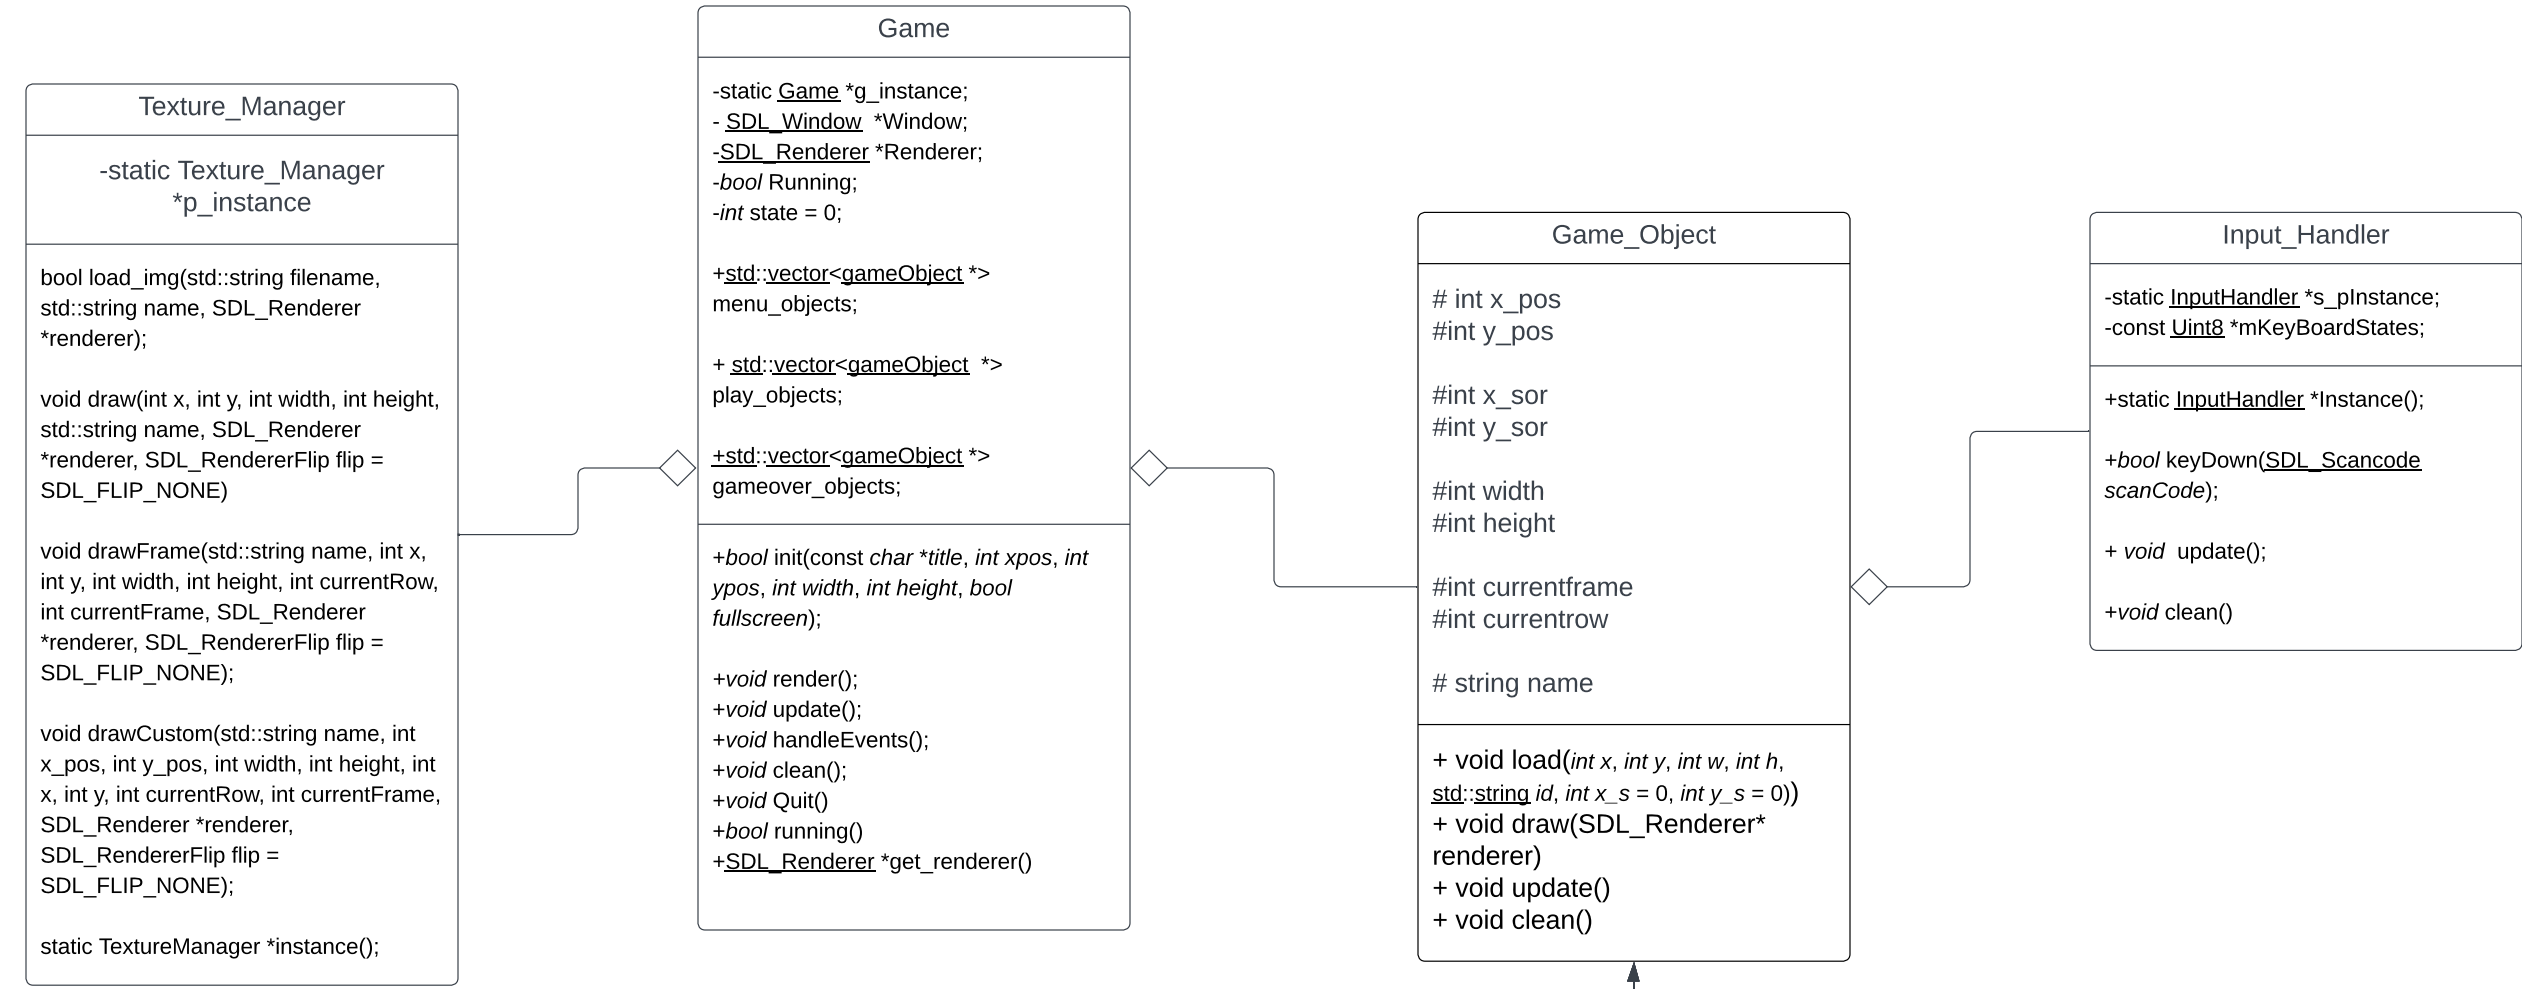 Texture_Manager
-static Texture_Manager
*p_instance
bool load_img(std::string filename,
std::string name, SDL_Renderer
*renderer);
void draw(int x, int y, int width, int height,
std::string name, SDL_Renderer
*renderer, SDL_RendererFlip flip =
SDL_FLIP_NONE)
void drawFrame(std::string name, int x,
int y, int width, int height, int currentRow,
int currentFrame, SDL_Renderer
*renderer, SDL_RendererFlip flip =
SDL_FLIP_NONE);
void drawCustom(std::string name, int
x_pos, int y_pos, int width, int height, int
x, int y, int currentRow, int currentFrame,
SDL_Renderer *renderer,
SDL_RendererFlip flip =
SDL_FLIP_NONE);
static TextureManager *instance();
Game
-static Game *g_instance;
- SDL_Window  *Window;
-SDL_Renderer *Renderer;
-bool Running;
-int state = 0;
+std::vector<gameObject *>
menu_objects;
+ std::vector<gameObject  *>
play_objects;
+std::vector<gameObject *>
gameover_objects;
+bool init(const char *title, int xpos, int
ypos, int width, int height, bool
fullscreen);
+void render();
+void update();
+void handleEvents();
+void clean();
+void Quit()
+bool running()
+SDL_Renderer *get_renderer()
Game_Object
# int x_pos
#int y_pos
#int x_sor
#int y_sor
#int width
#int height
#int currentframe
#int currentrow
# string name
+ void load(int x, int y, int w, int h,
std::string id, int x_s = 0, int y_s = 0))
+ void draw(SDL_Renderer*
renderer)
+ void update()
+ void clean()
Input_Handler
-static InputHandler *s_pInstance;
-const Uint8 *mKeyBoardStates;
+static InputHandler *Instance();
+bool keyDown(SDL_Scancode
scanCode);
+ void  update();
+void clean()